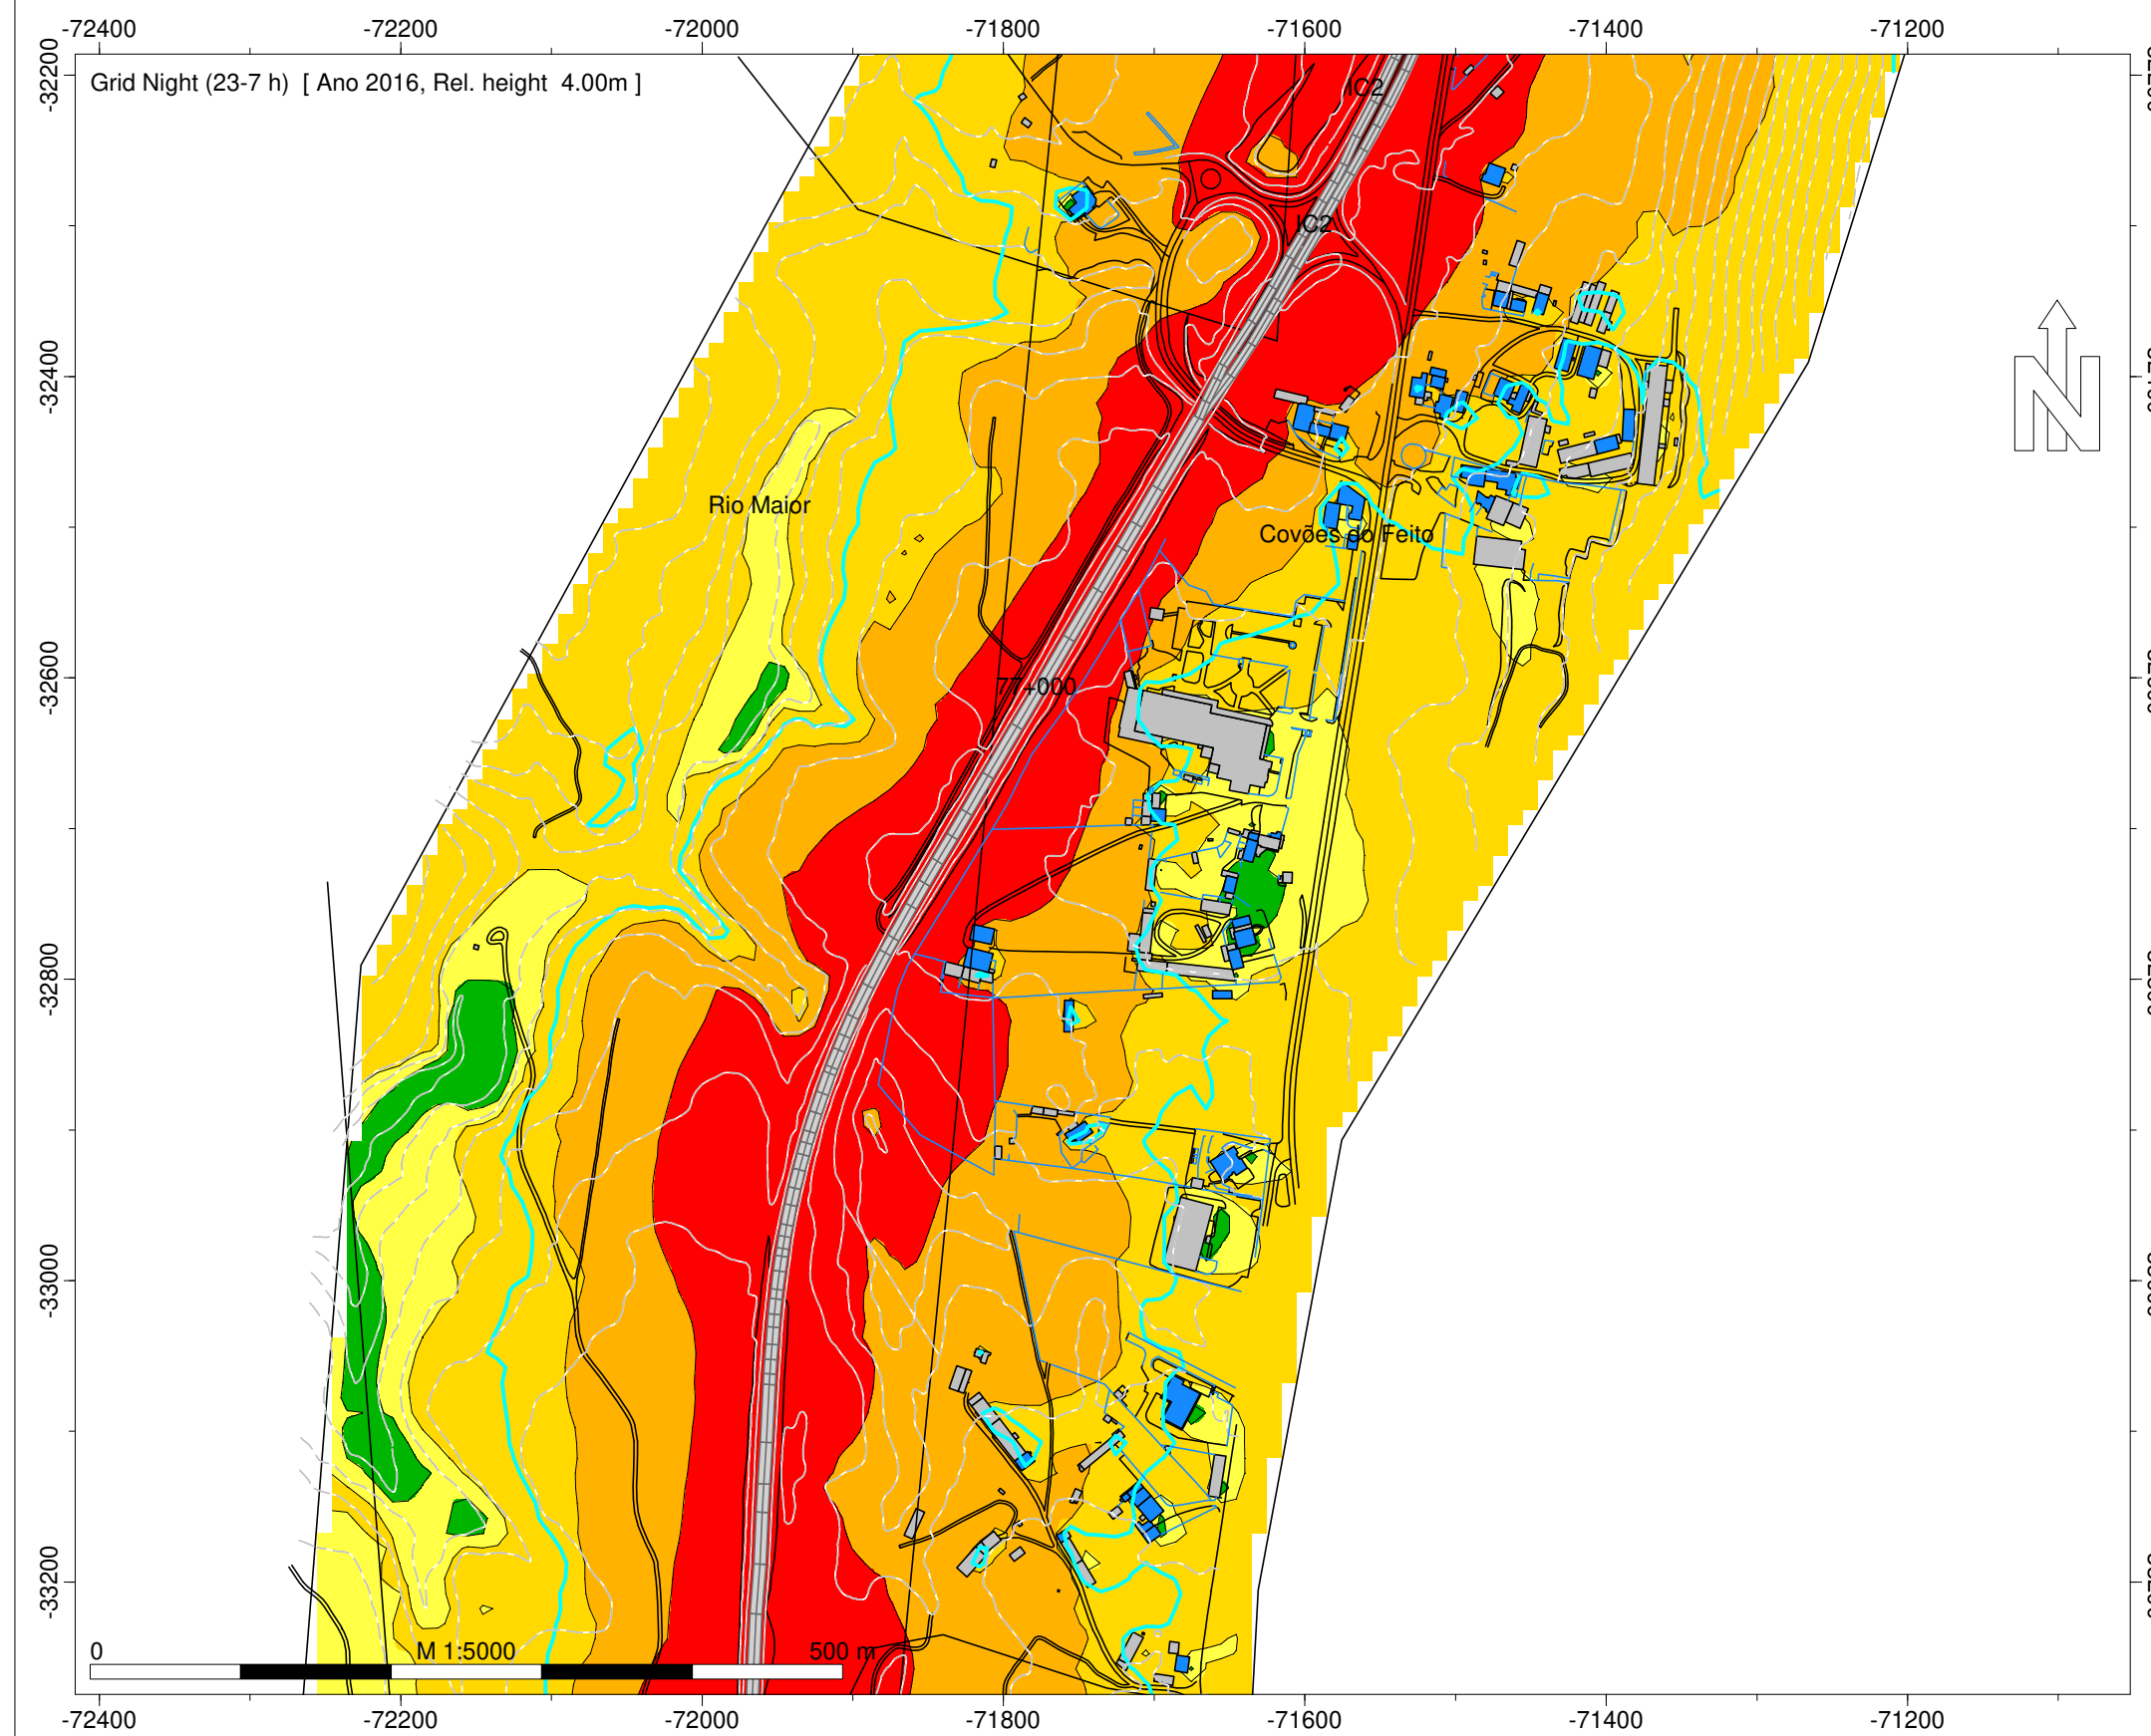 -72400 -72200 -72000 -71800 -71600 -71400 -71200
-32200
Grid Night (23-7 h) [ Ano 2016, Rel. height 4.00m ]
IC2
IC2
-32400
N
Rio Maior
Covões do Feito
-32600
77+000
-32800
-33000
-33200
0 M 1:5000 500 m
-72400 -72200 -72000 -71800 -71600 -71400 -71200